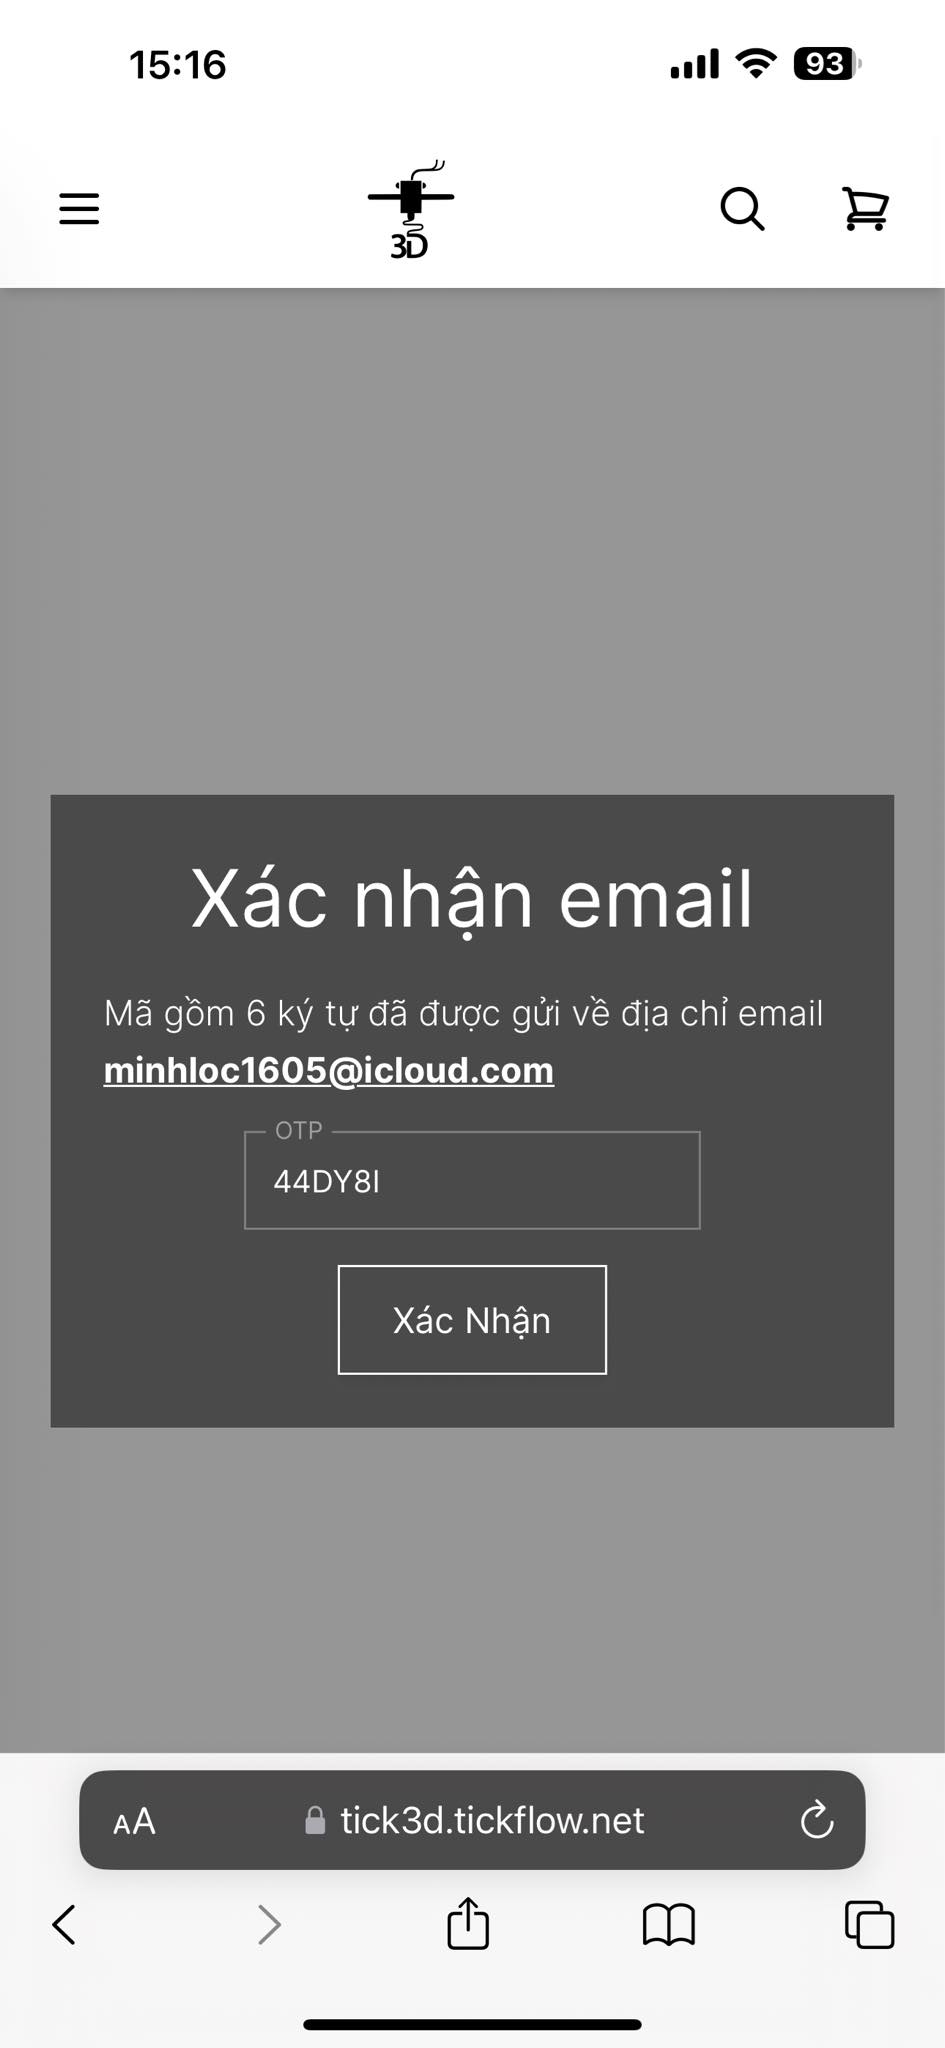 15:16
93
3D
Xác nhận email
Mã gồm 6 ký tự đã được gửi về địa chỉ email
minhloc1605@icloud.com
OTP
44DY8I
Xác Nhận
AA
tick3d.tickflow.net